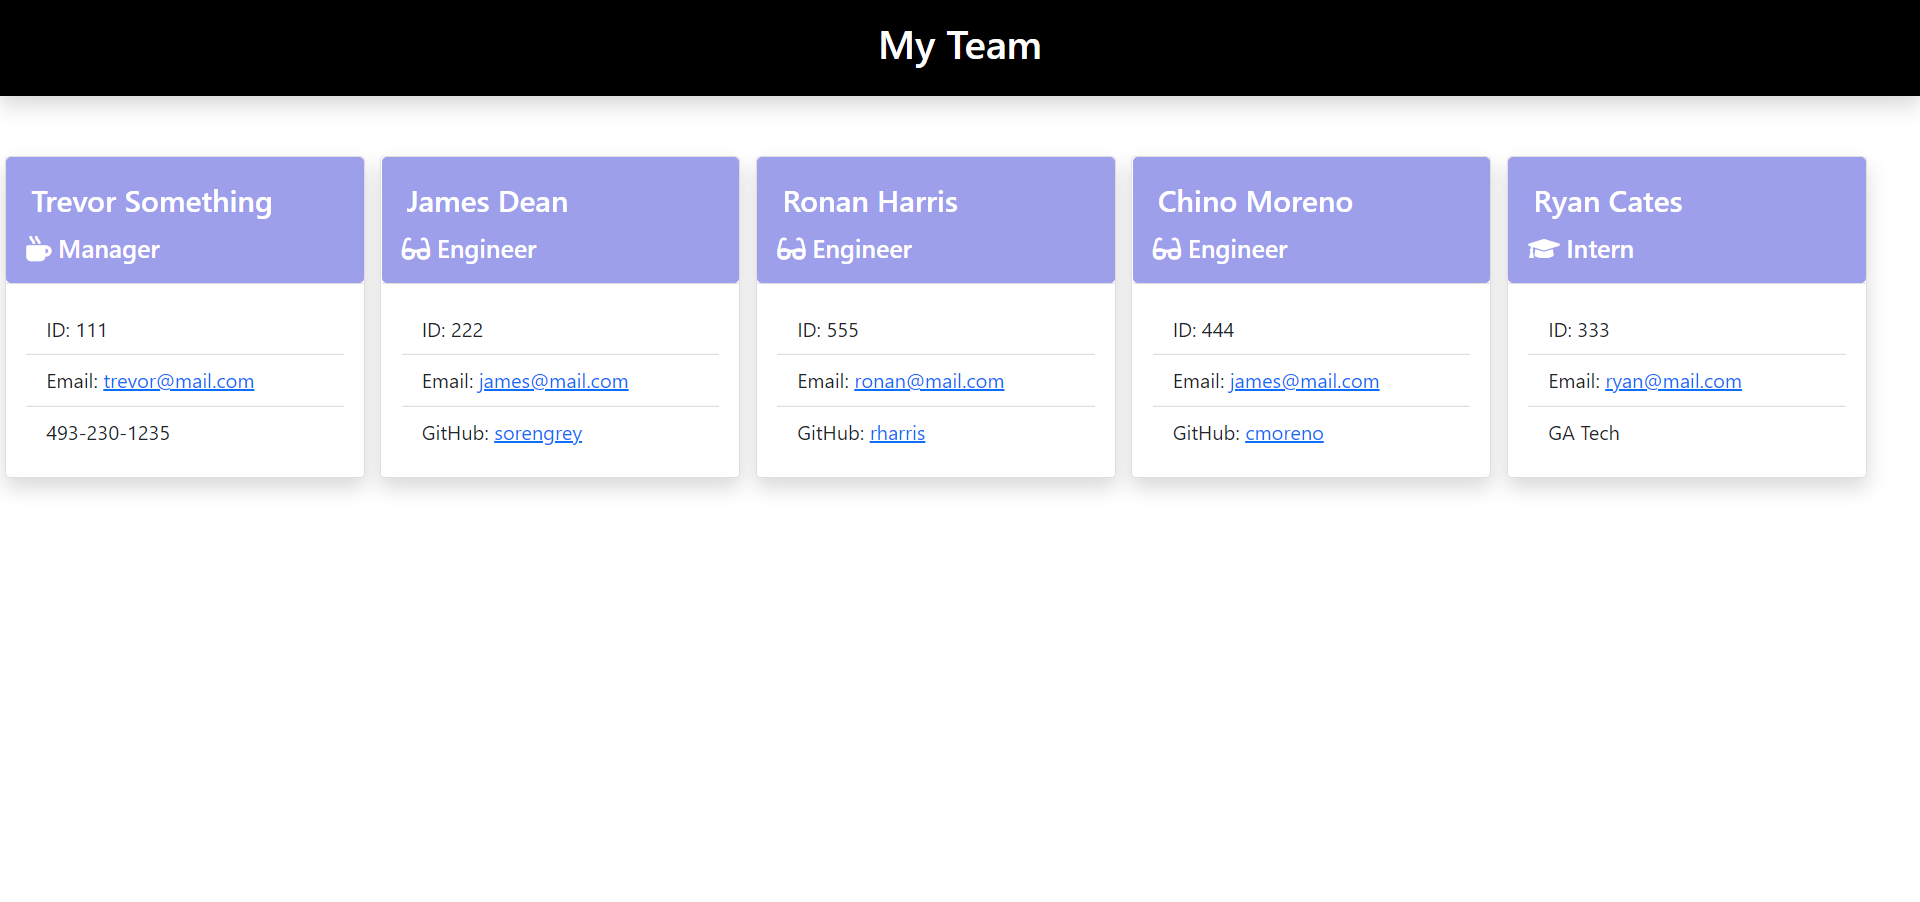 My Team
Trevor Something
Manager
ID: 111
Email: trevor@mail.com
493-230-1235
James Dean
Engineer
ID: 222
Email: james@mail.com
GitHub: sorengrey
Ronan Harris
Engineer
ID: 555
Email: ronan@mail.com
GitHub: rharris
Chino Moreno
Engineer
ID: 444
Email: james@mail.com
GitHub: cmoreno
Ryan Cates
Intern
ID: 333
Email: ryan@mail.com
GA Tech